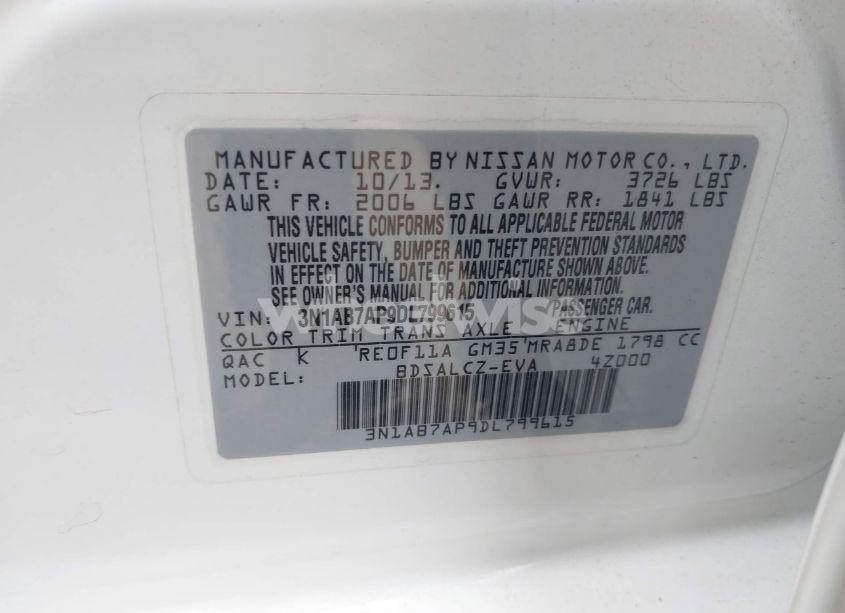 MANUFACTURED BY NISSAN MOTOR CO., LTD.
DATE: 10/13. GVWR: 3726 LBS
GAWR FR: 2006 LBS GAWR RR: 1841 LBS
THIS VEHICLE CONFORMS TO ALL APPLICABLE FEDERAL MOTOR
VEHICLE SAFETY, BUMPER AND THEFT PREVENTION STANDARDS
IN EFFECT ON THE DATE OF MANUFACTURE SHOWN ABOVE.
SEE OWNER'S MANUAL FOR ADDITIONAL INFORMATION.
VIN: 3N1AB7AP9DL799615 PASSENGER CAR.
COLOR TRIM TRANS AXLE ENGINE
QAC K RE0F11A GM35 MRA8DE 1798 CC
MODEL: BDSALCZ-EVA 4Z000
3N1AB7AP9DL799615